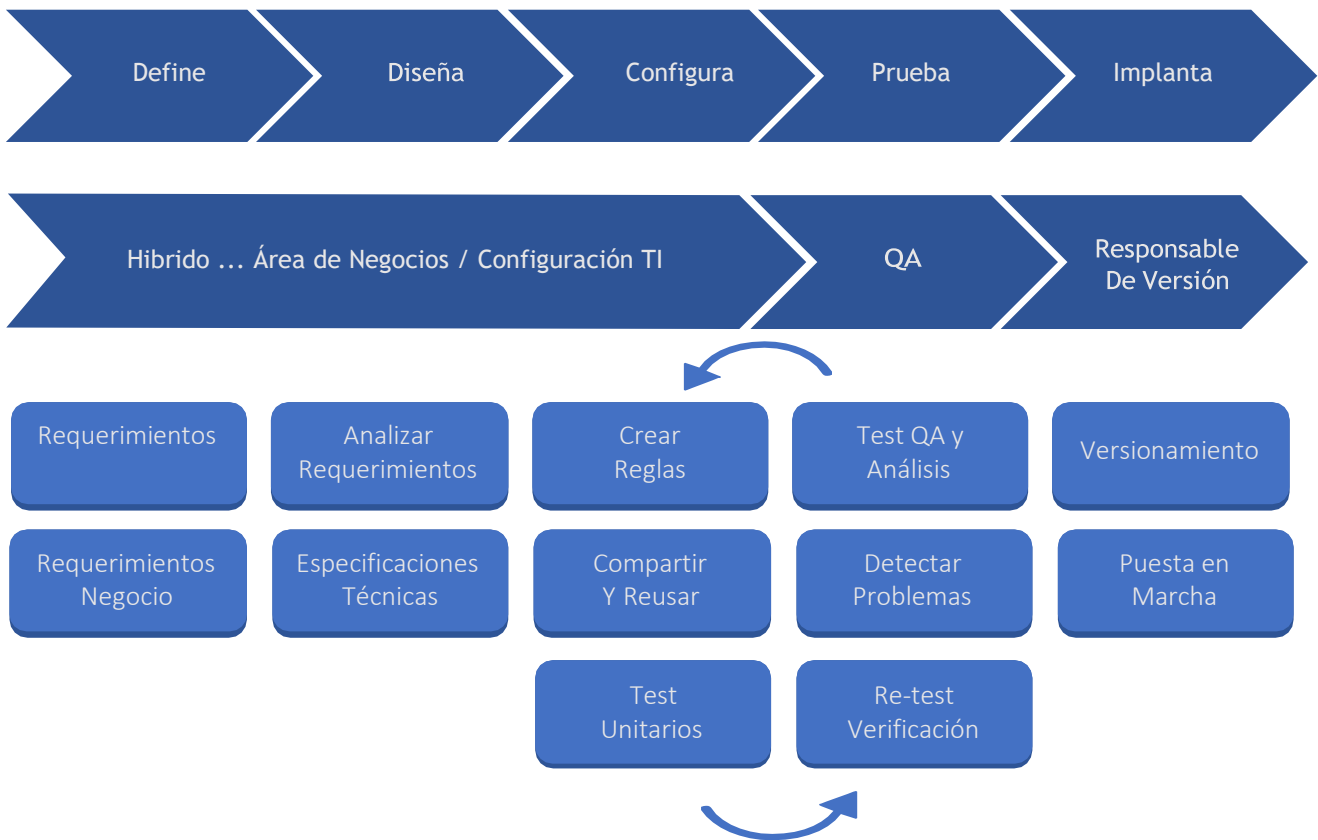 Define
Diseña
Configura
Prueba
Implanta
Hibrido ... Área de Negocios / Configuración TI
QA
Responsable
De Versión
Requerimientos
Analizar
Requerimientos
Crear
Reglas
Test QA y
Análisis
Versionamiento
Requerimientos
Negocio
Especificaciones
Técnicas
Compartir
Y Reusar
Detectar
Problemas
Puesta en
Marcha
Test
Unitarios
Re-test
Verificación